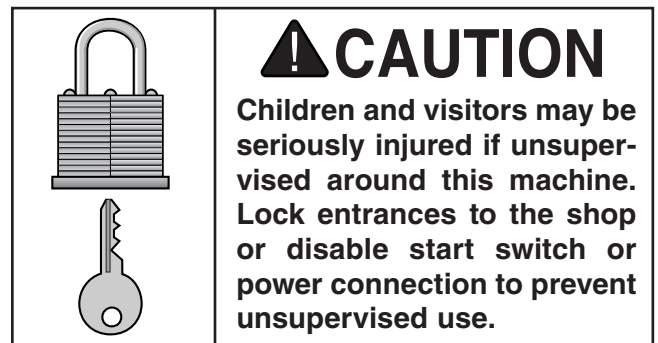 CAUTION
Children and visitors may be
seriously injured if unsuper-
vised around this machine.
Lock entrances to the shop
or disable start switch or
power connection to prevent
unsupervised use.